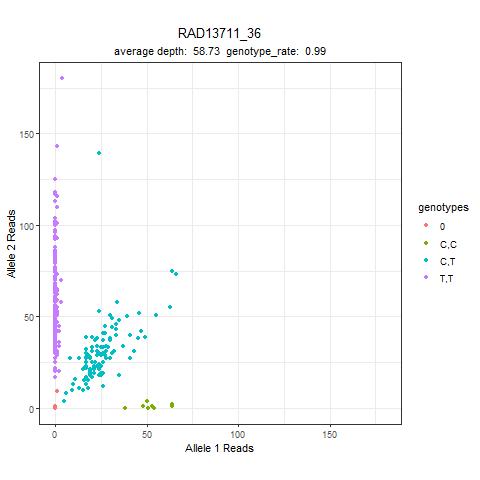 RAD13711_36
average depth: 58.73 genotype_rate: 0.99
Allele 2 Reads
150
100
50
0
0 50 100 150
Allele 1 Reads
genotypes
0
C,C
C,T
T,T